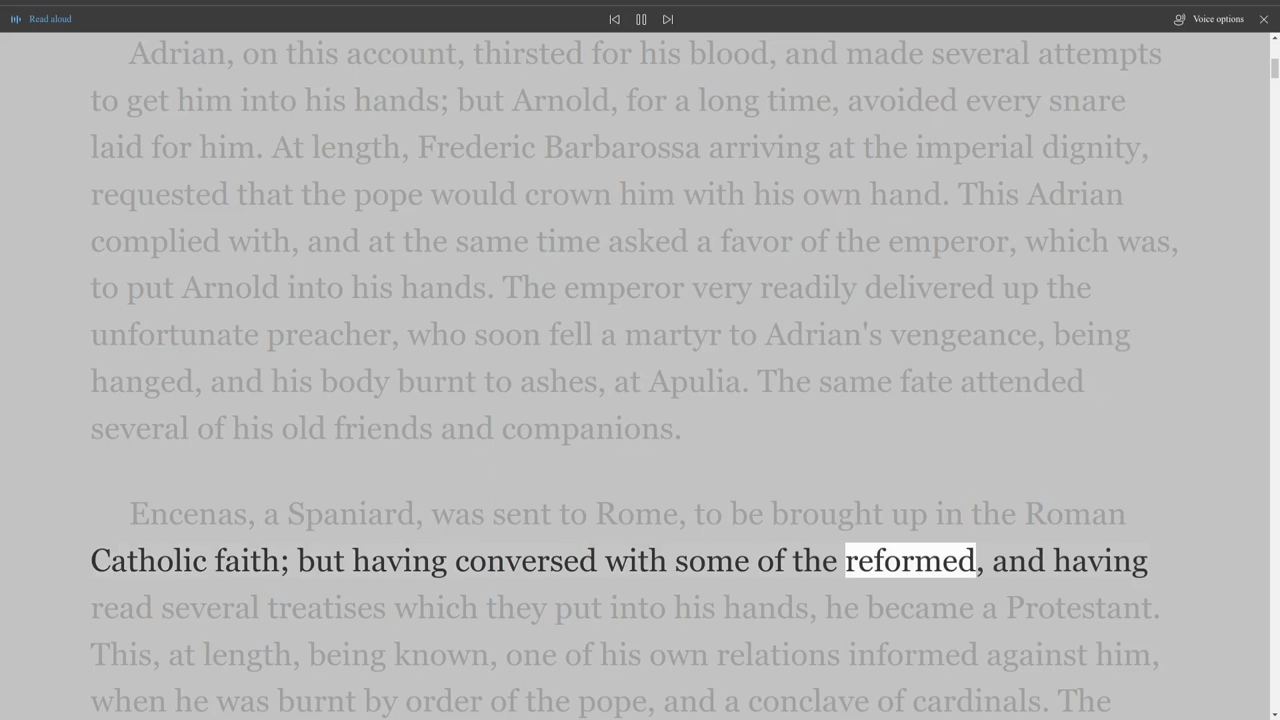 Read aloud
Voice options
Adrian, on this account, thirsted for his blood, and made several attempts
to get him into his hands; but Arnold, for a long time, avoided every snare
laid for him. At length, Frederic Barbarossa arriving at the imperial dignity,
requested that the pope would crown him with his own hand. This Adrian
complied with, and at the same time asked a favor of the emperor, which was,
to put Arnold into his hands. The emperor very readily delivered up the
unfortunate preacher, who soon fell a martyr to Adrian's vengeance, being
hanged, and his body burnt to ashes, at Apulia. The same fate attended
several of his old friends and companions.
Encenas, a Spaniard, was sent to Rome, to be brought up in the Roman
Catholic faith; but having conversed with some of the reformed, and having
read several treatises which they put into his hands, he became a Protestant.
This, at length, being known, one of his own relations informed against him,
when he was burnt by order of the pope, and a conclave of cardinals. The